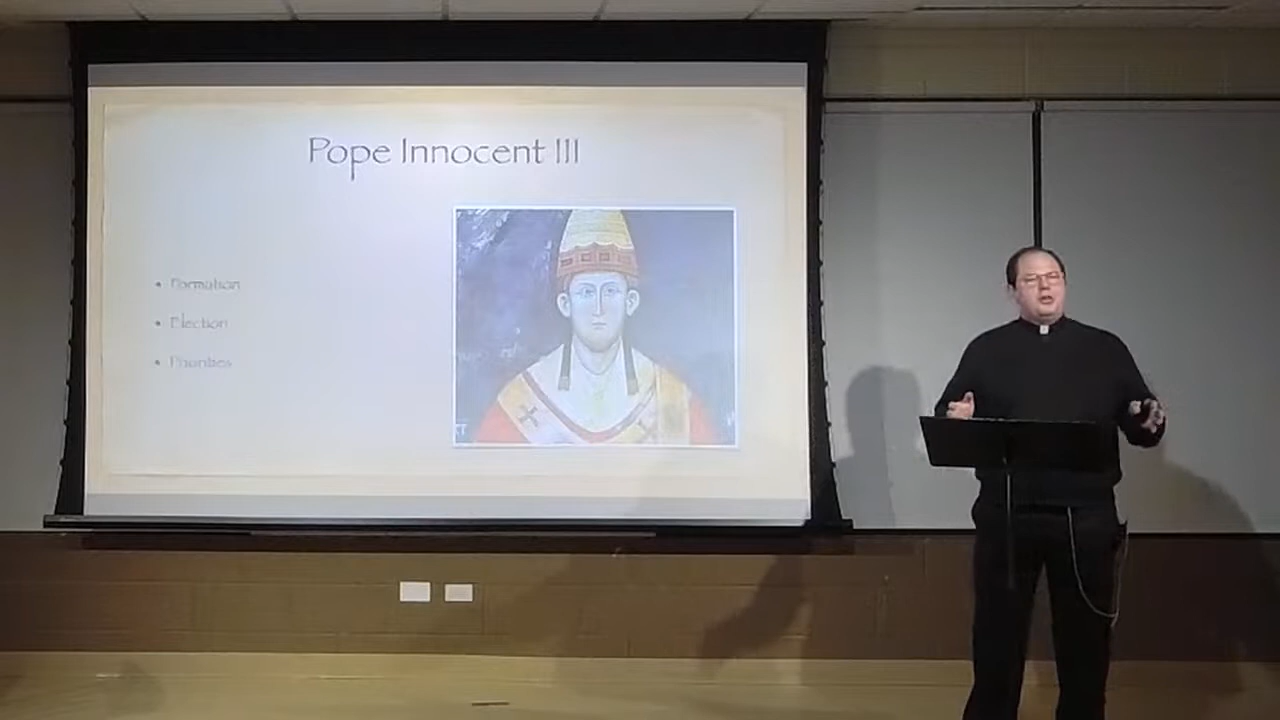 Pope Innocent III
• Formation
• Election
• Priorities